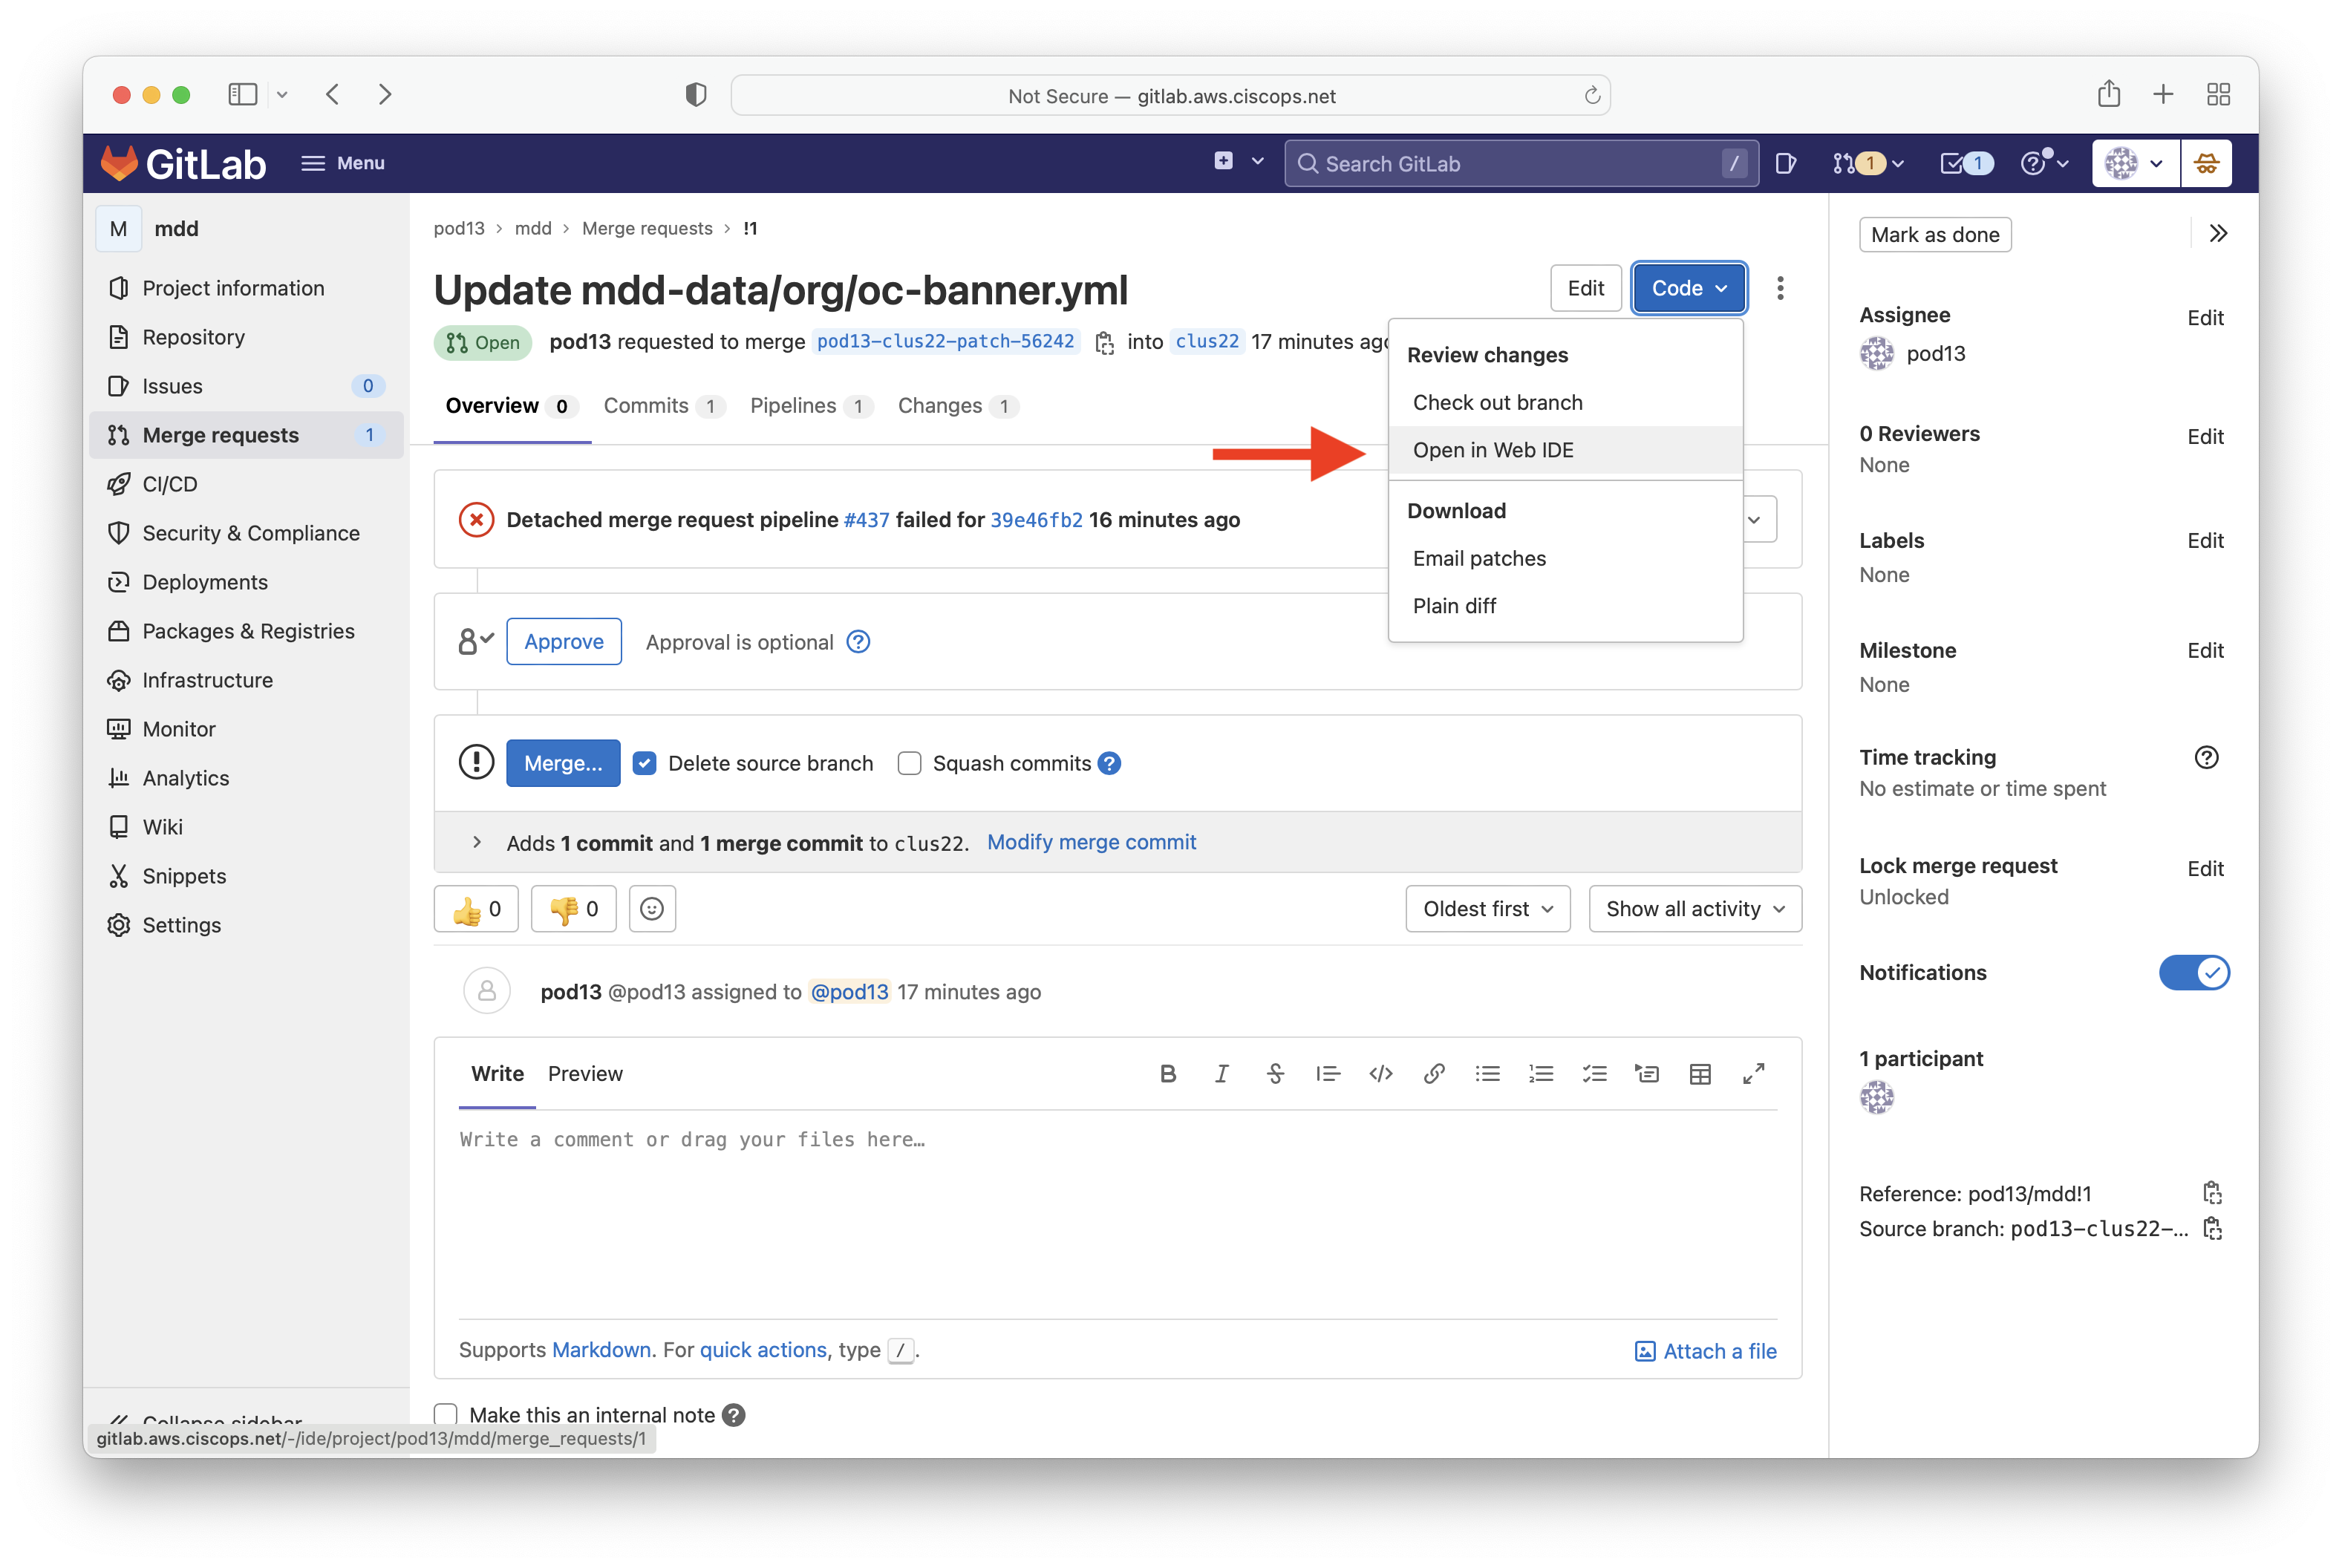 Not Secure — gitlab.aws.ciscops.net
GitLab
Menu
Search GitLab /
1
1
M mdd
Project information
Repository
Issues 0
Merge requests 1
CI/CD
Security & Compliance
Deployments
Packages & Registries
Infrastructure
Monitor
Analytics
Wiki
Snippets
Settings
Collapse sidebar
gitlab.aws.ciscops.net/-/ide/project/pod13/mdd/merge_requests/1
pod13 › mdd › Merge requests › !1
Update mdd-data/org/oc-banner.yml
Edit
Code
Open pod13 requested to merge pod13-clus22-patch-56242 into clus22 17 minutes ago
Review changes
Check out branch
Open in Web IDE
Download
Email patches
Plain diff
Overview 0 Commits 1 Pipelines 1 Changes 1
Detached merge request pipeline #437 failed for 39e46fb2 16 minutes ago
Approve Approval is optional
Merge... Delete source branch Squash commits
Adds 1 commit and 1 merge commit to clus22. Modify merge commit
0 0
Oldest first Show all activity
pod13 @pod13 assigned to @pod13 17 minutes ago
Write Preview
Write a comment or drag your files here…
Supports Markdown. For quick actions, type /.
Attach a file
Make this an internal note
Mark as done
Assignee Edit
pod13
0 Reviewers Edit
None
Labels Edit
None
Milestone Edit
None
Time tracking
No estimate or time spent
Lock merge request Edit
Unlocked
Notifications
1 participant
Reference: pod13/mdd!1
Source branch: pod13-clus22-...